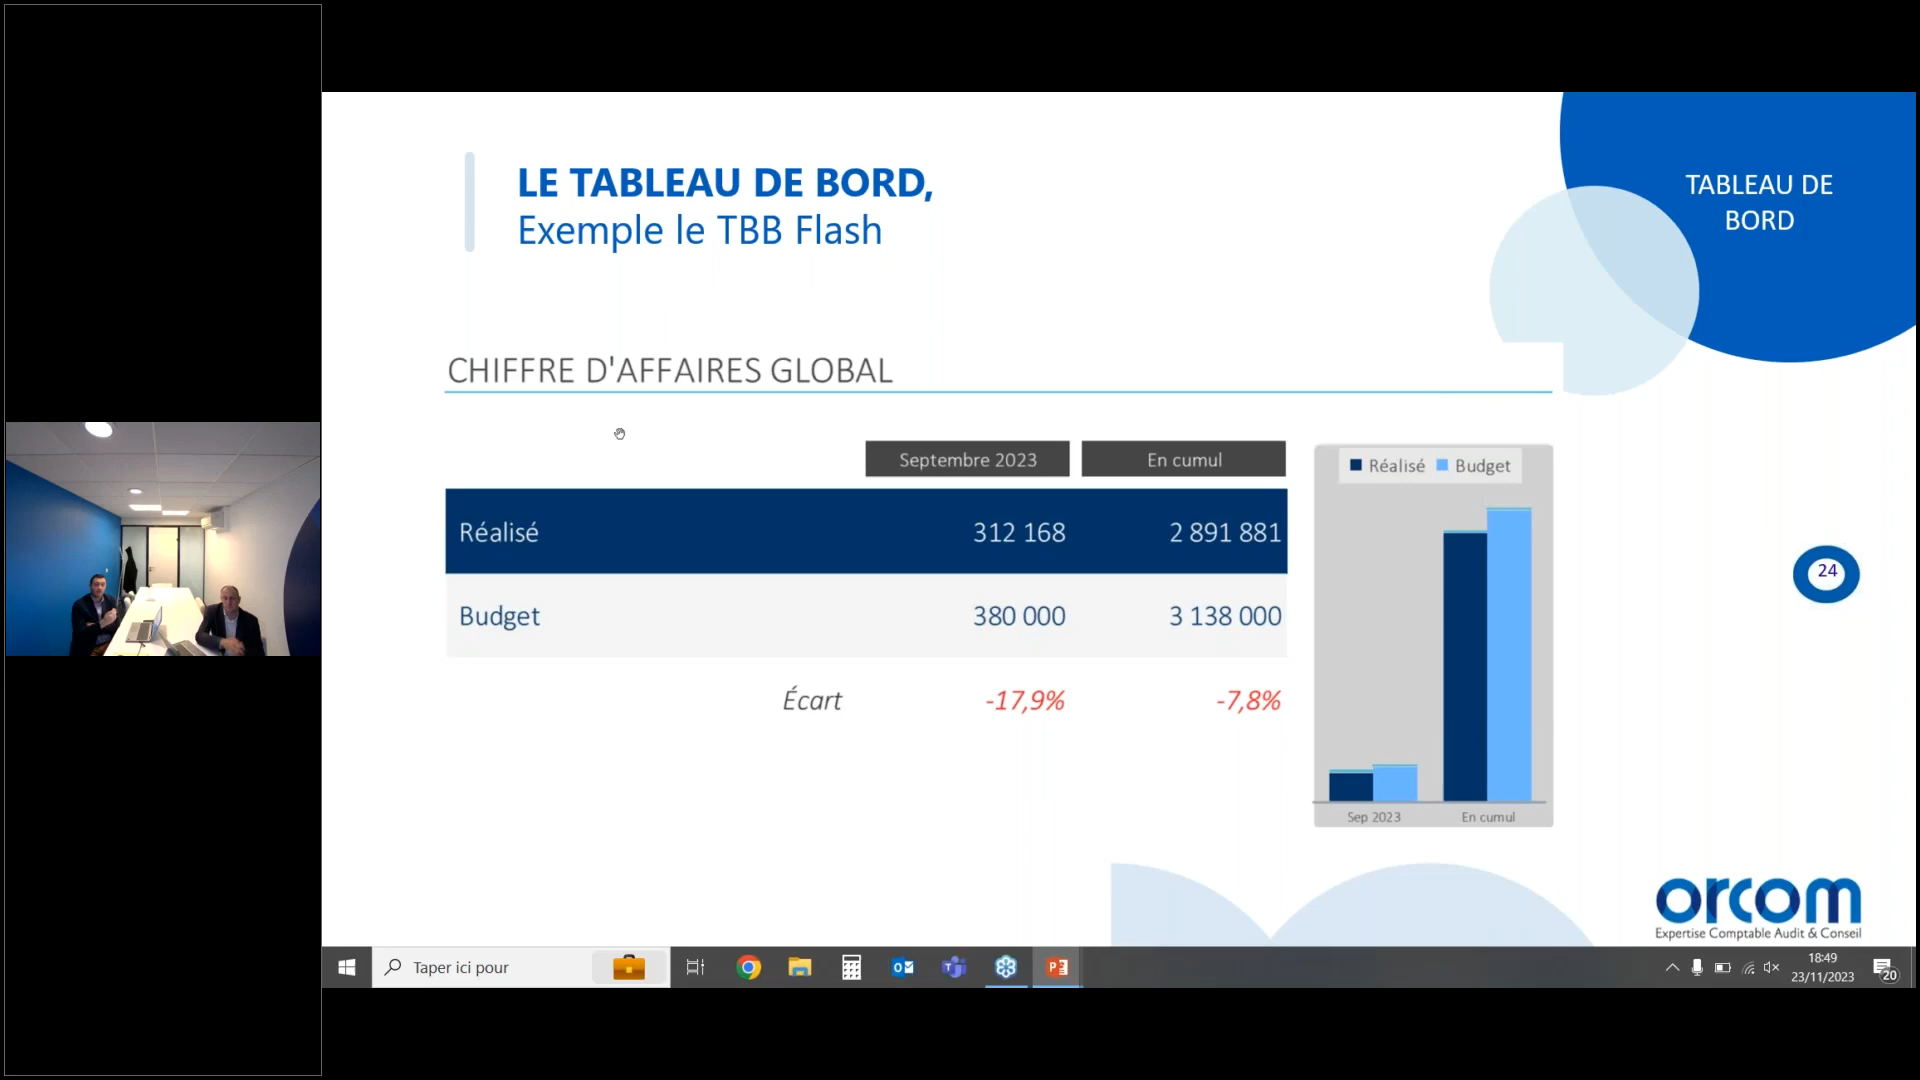 LE TABLEAU DE BORD,
Exemple le TBB Flash
TABLEAU DE
BORD
CHIFFRE D'AFFAIRES GLOBAL
Septembre 2023 En cumul
Réalisé 312 168 2 891 881
Budget 380 000 3 138 000
Écart -17,9% -7,8%
Réalisé Budget
Sep 2023 En cumul
24
orcom
Expertise Comptable Audit & Conseil
Taper ici pour
18:49
23/11/2023
20